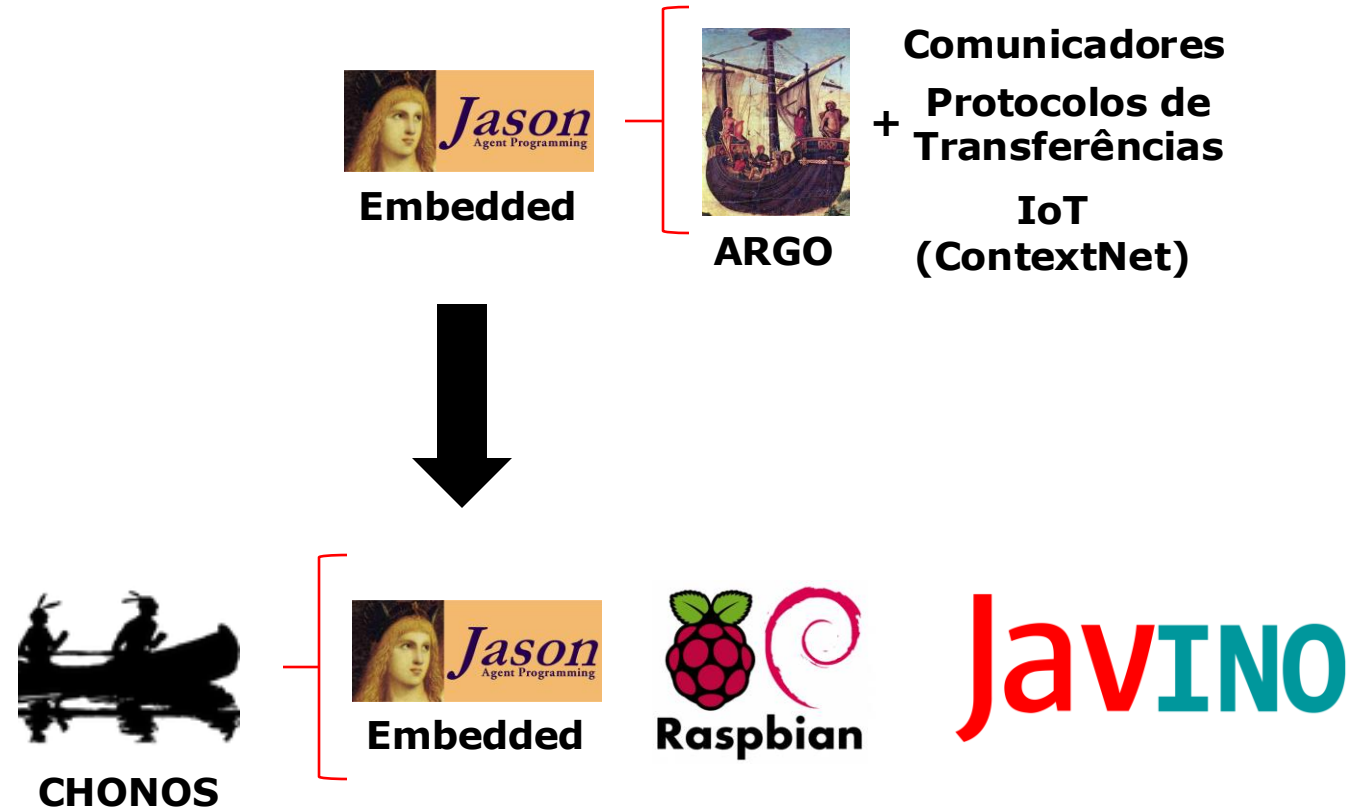 Jason
Agent Programming
Embedded
ARGO
+
Comunicadores
Protocolos de
Transferências
IoT
(ContextNet)
CHONOS
Jason
Agent Programming
Embedded
Raspbian
JavINO